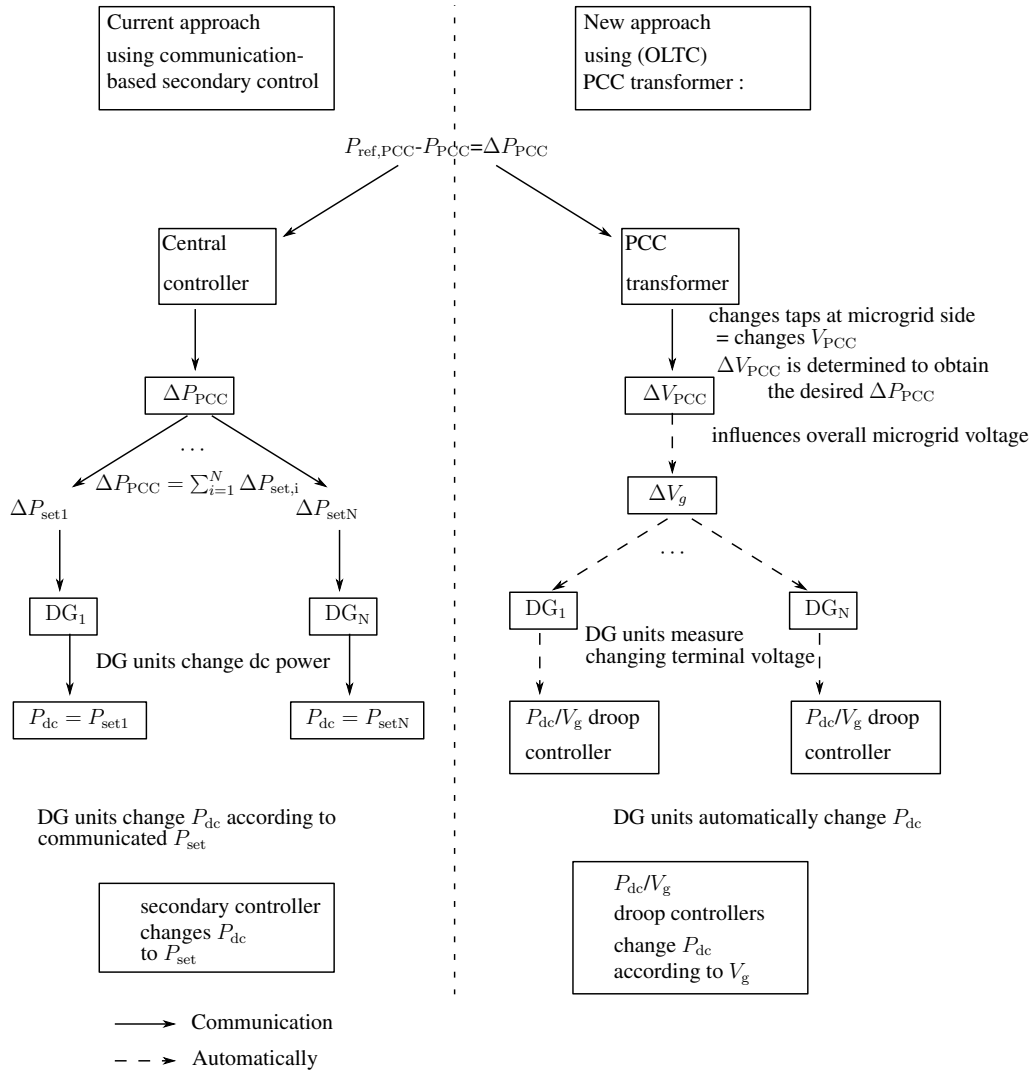 Current approach
using communication-
based secondary control
New approach
using (OLTC)
PCC transformer :
P_ref,PCC-P_PCC=ΔP_PCC
Central
controller
ΔP_PCC
. . .
ΔP_PCC = ∑_{i=1}^{N} ΔP_set,i
ΔP_set1
ΔP_setN
DG_1
DG_N
DG units change dc power
P_dc = P_set1
P_dc = P_setN
DG units change P_dc according to
communicated P_set
secondary controller
changes P_dc
to P_set
PCC
transformer
changes taps at microgrid side
= changes V_PCC
ΔV_PCC is determined to obtain
the desired ΔP_PCC
ΔV_PCC
influences overall microgrid voltage
ΔV_g
. . .
DG_1
DG_N
DG units measure
changing terminal voltage
P_dc/V_g droop
controller
P_dc/V_g droop
controller
DG units automatically change P_dc
P_dc/V_g
droop controllers
change P_dc
according to V_g
Communication
Automatically